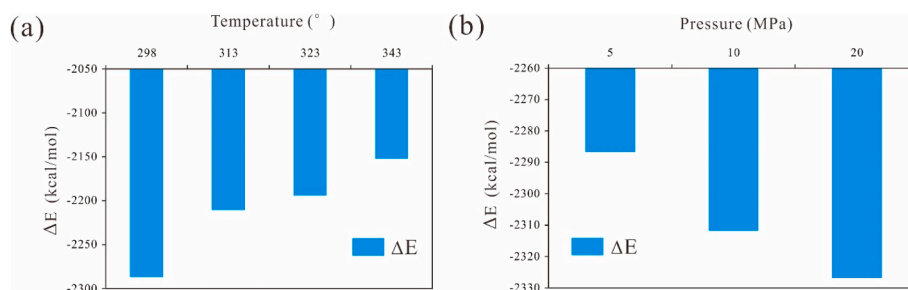 (a)
Temperature (°)
298 313 323 343
-2050
-2100
-2150
-2200
-2250
-2300
ΔE (kcal/mol)
ΔE
(b)
Pressure (MPa)
5 10 20
-2260
-2270
-2280
-2290
-2300
-2310
-2320
-2330
ΔE (kcal/mol)
ΔE